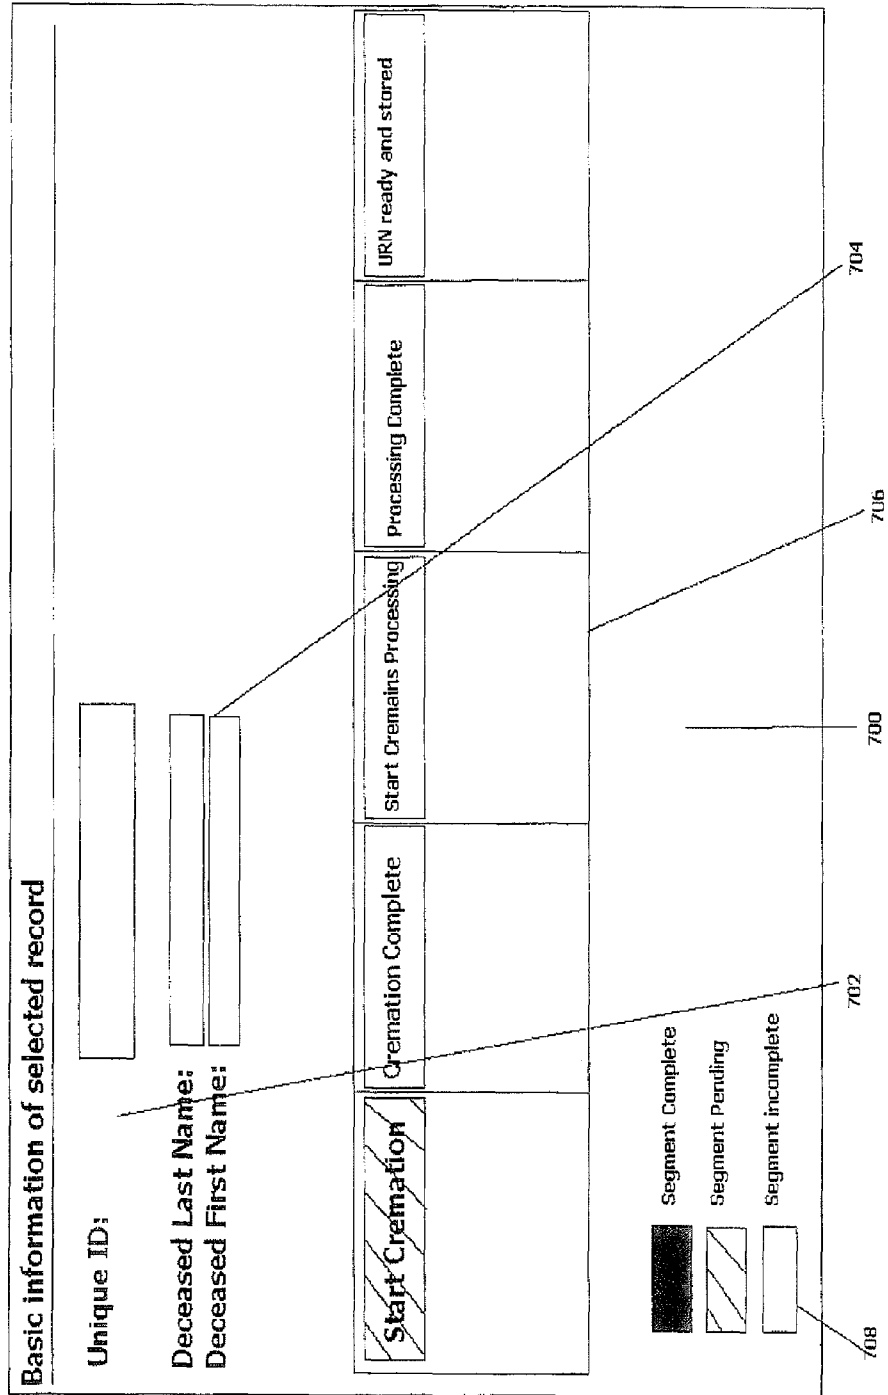 Basic information of selected record
Unique ID:
Deceased Last Name:
Deceased First Name:
Start Cremation
Cremation Complete
Start Cremains Processing
Processing Complete
URN ready and stored
Segment Complete
Segment Pending
Segment incomplete
708
702
700
706
704